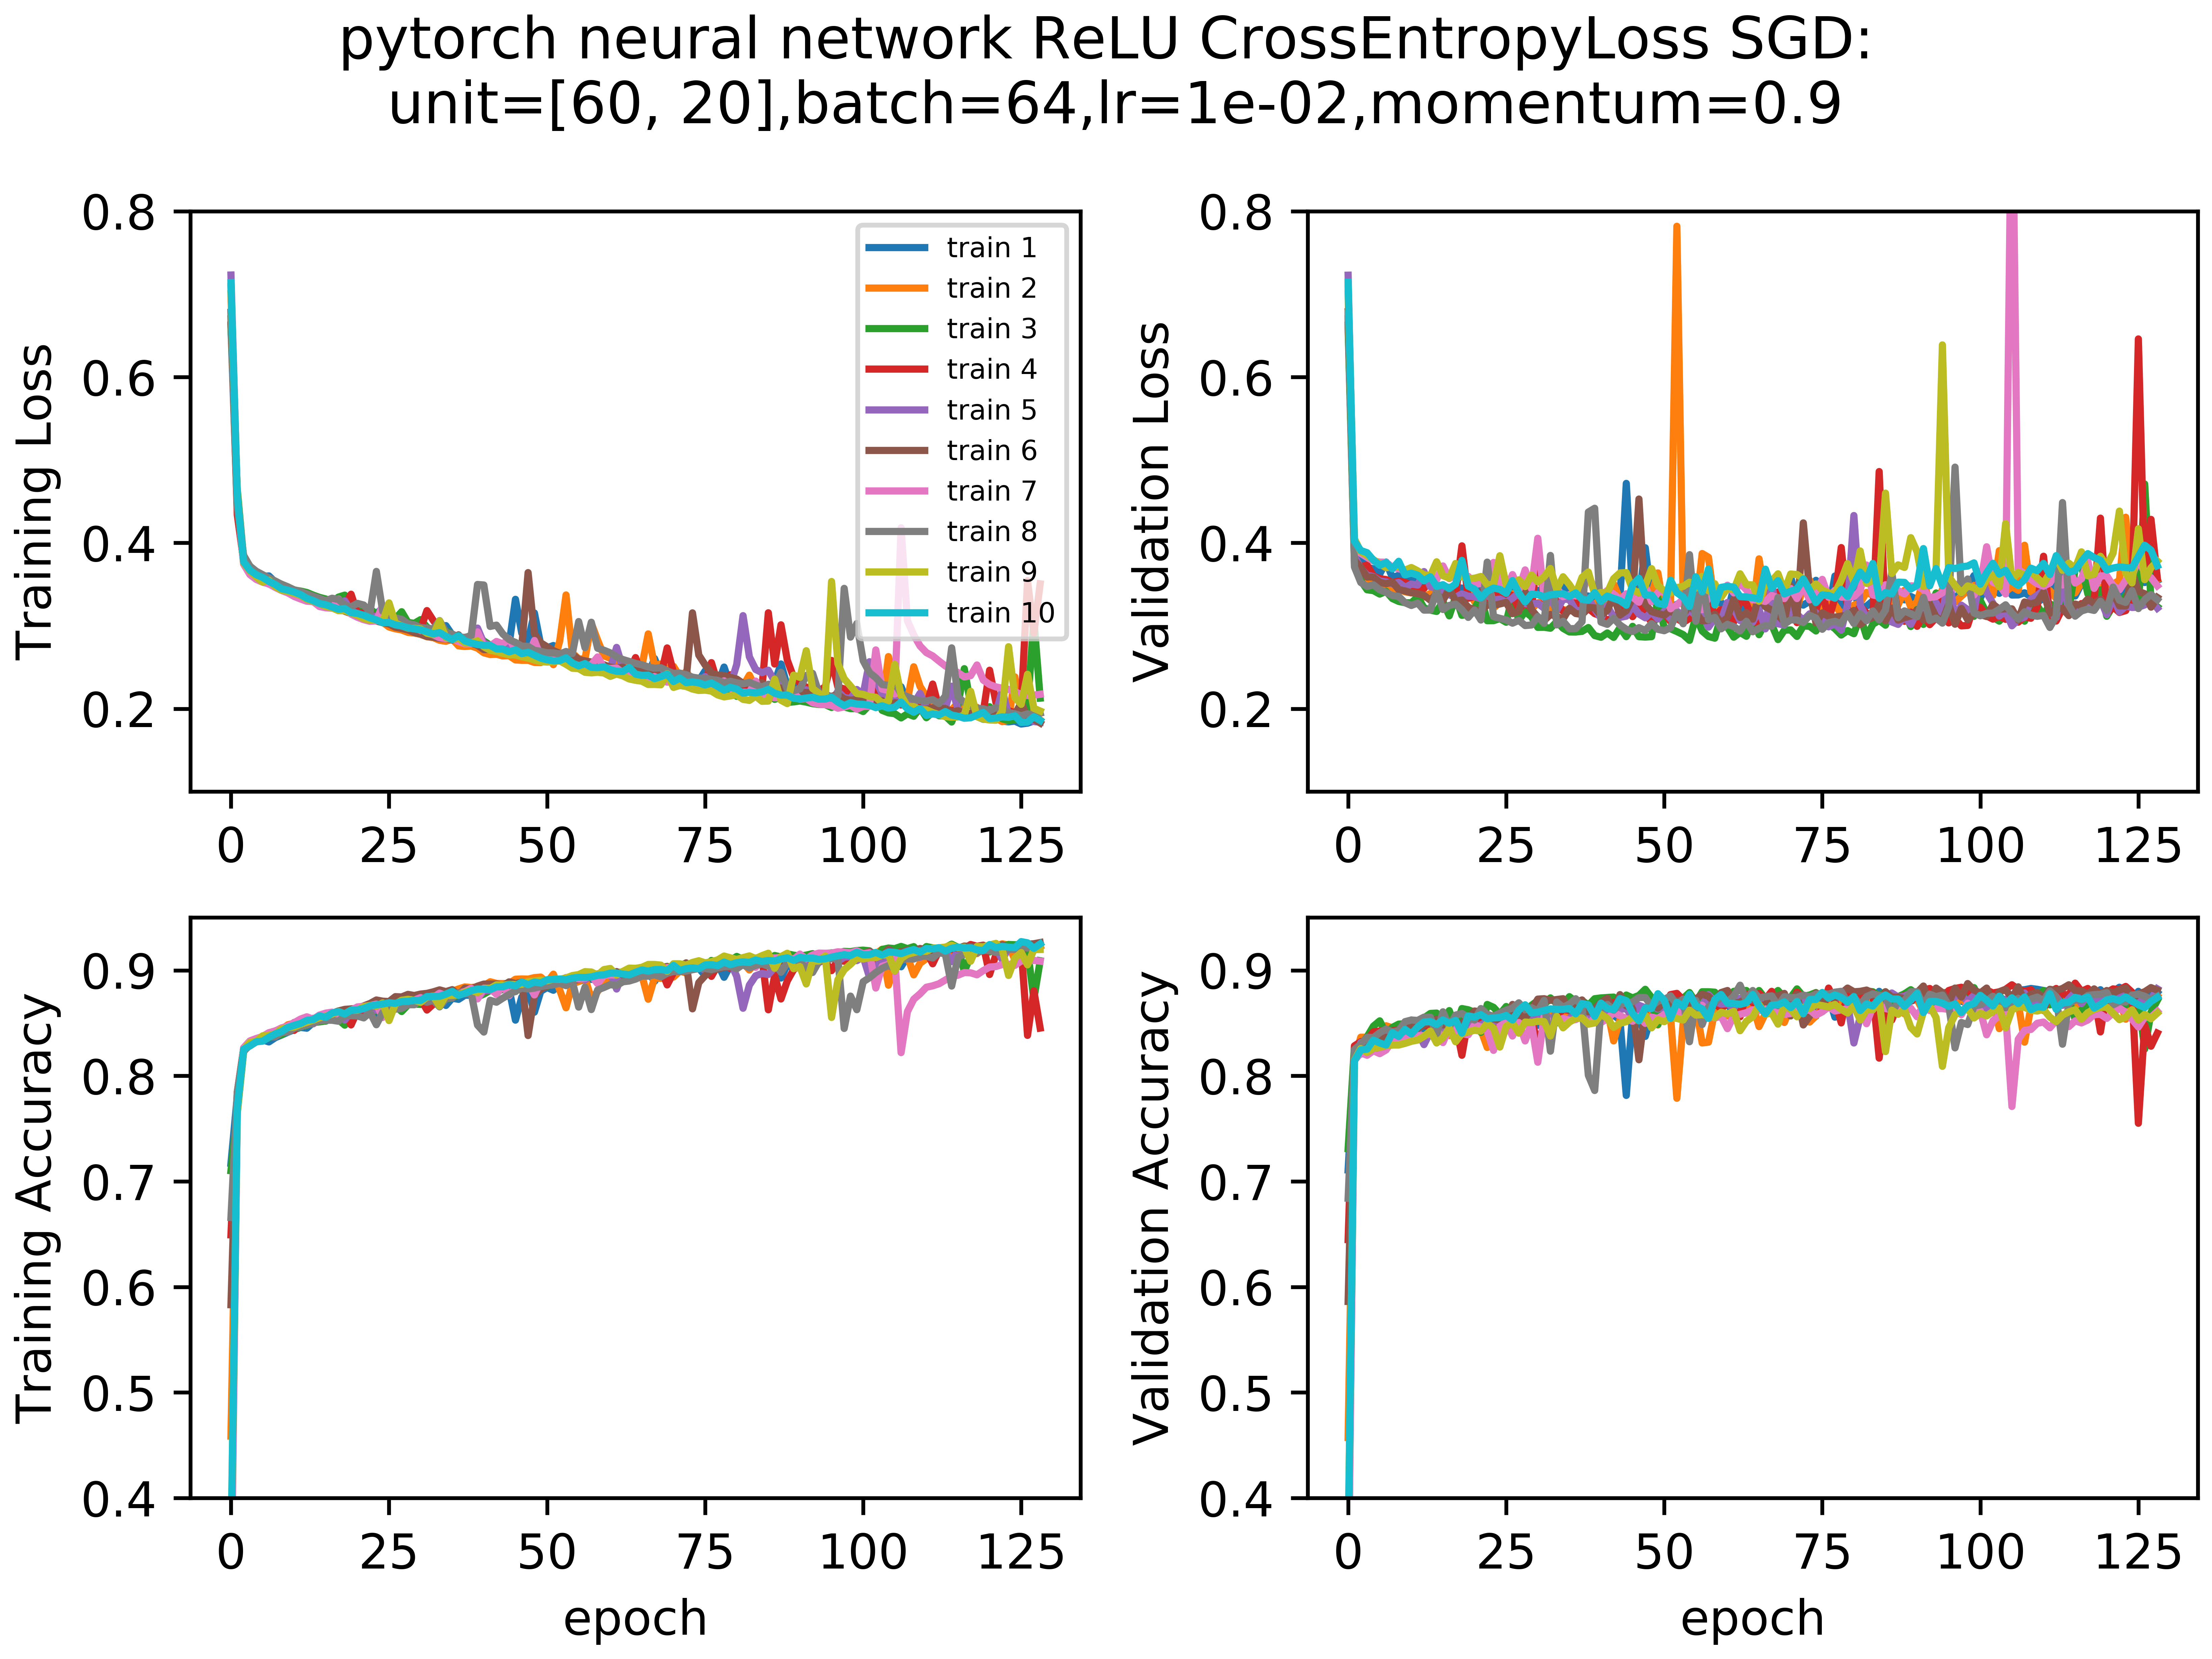 pytorch neural network ReLU CrossEntropyLoss SGD:
unit=[60, 20],batch=64,lr=1e-02,momentum=0.9
Training Loss
0.8
0.6
0.4
0.2
0
25
50
75
100
125
train 1
train 2
train 3
train 4
train 5
train 6
train 7
train 8
train 9
train 10
Validation Loss
0.8
0.6
0.4
0.2
0
25
50
75
100
125
Training Accuracy
0.9
0.8
0.7
0.6
0.5
0.4
0
25
50
75
100
125
epoch
Validation Accuracy
0.9
0.8
0.7
0.6
0.5
0.4
0
25
50
75
100
125
epoch